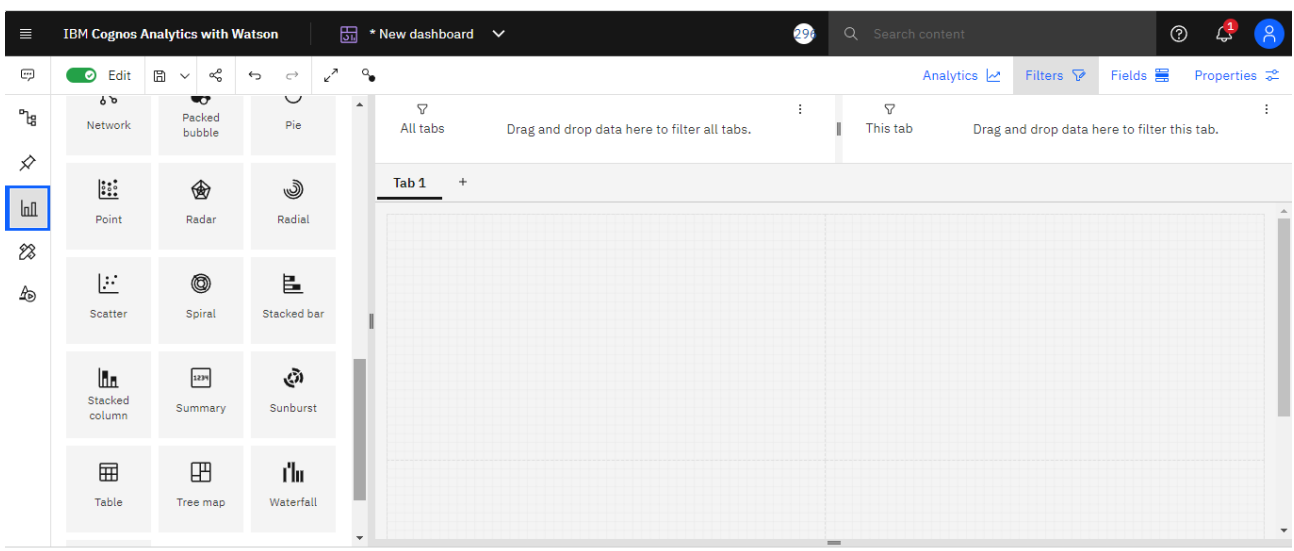 IBM Cognos Analytics with Watson
* New dashboard
Search content
1
Edit
Analytics
Filters
Fields
Properties
Network
Packed
bubble
Pie
All tabs
Drag and drop data here to filter all tabs.
This tab
Drag and drop data here to filter this tab.
Tab 1
+
Point
Radar
Radial
Scatter
Spiral
Stacked bar
Stacked
column
1234
Summary
Sunburst
Table
Tree map
Waterfall